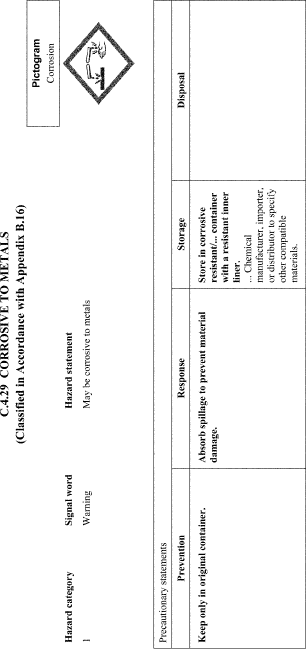 C.4.29 CORROSIVE TO METALS
(Classified in Accordance with Appendix B.16)
Pictogram
Corrosion
Hazard category
Signal word
Hazard statement
1
Warning
May be corrosive to metals
Precautionary statements
Prevention
Response
Storage
Disposal
Keep only in original container.
Absorb spillage to prevent material
damage.
Store in corrosive
resistant/... container
with a resistant inner
liner.
... Chemical
manufacturer, importer,
or distributor to specify
other compatible
materials.